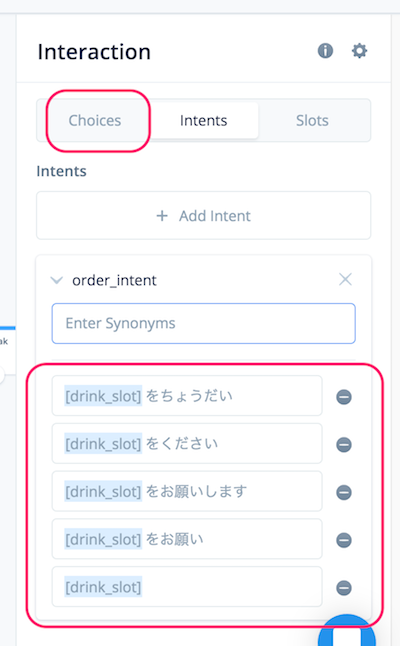 Interaction
Choices
Intents
Slots
Intents
+ Add Intent
order_intent
Enter Synonyms
ak
[drink_slot] をちょうだい
[drink_slot] をください
[drink_slot] をお願いします
[drink_slot] をお願い
[drink_slot]